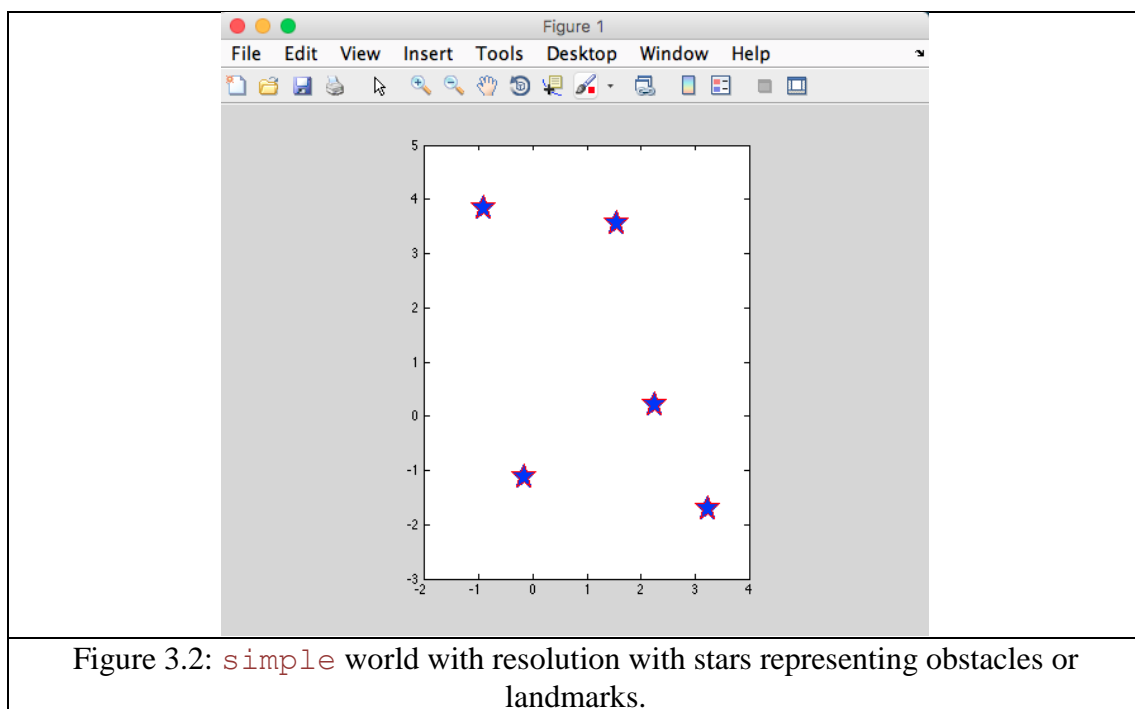 Figure 1
File Edit View Insert Tools Desktop Window Help
5
4
3
2
1
0
-1
-2
-3
-2 -1 0 1 2 3 4
Figure 3.2: simple world with resolution with stars representing obstacles or
landmarks.